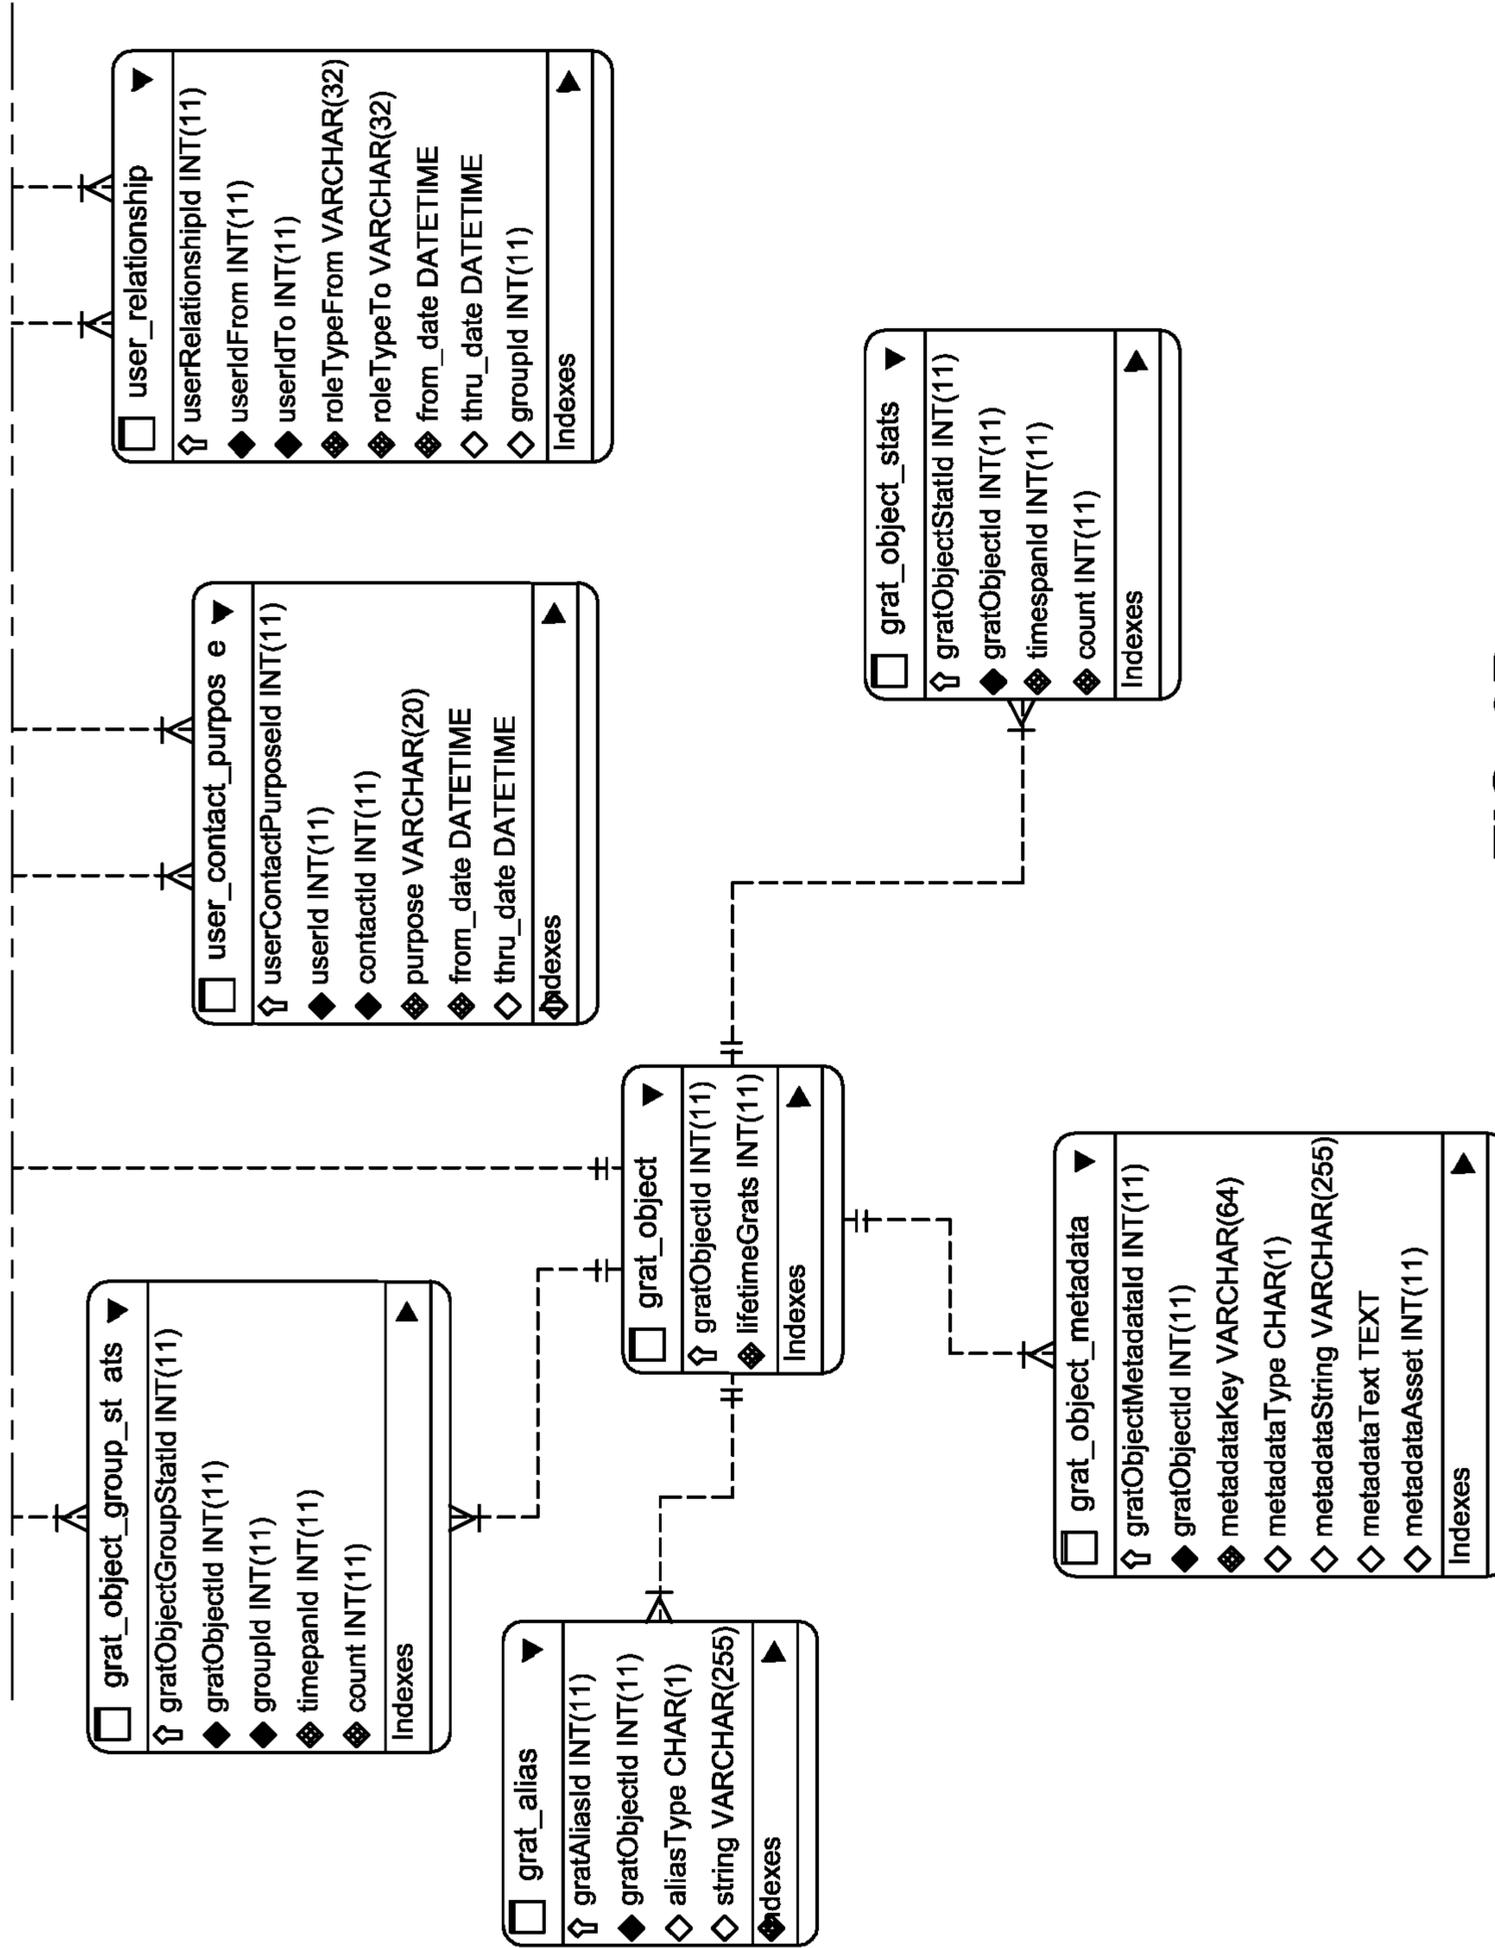 grat_object_group_st ats
gratObjectGroupStatId INT(11)
gratObjectId INT(11)
groupId INT(11)
timepanId INT(11)
count INT(11)
Indexes
user_contact_purpos e
userContactPurposeId INT(11)
userId INT(11)
contactId INT(11)
purpose VARCHAR(20)
from_date DATETIME
thru_date DATETIME
Indexes
user_relationship
userRelationshipId INT(11)
userIdFrom INT(11)
userIdTo INT(11)
roleTypeFrom VARCHAR(32)
roleTypeTo VARCHAR(32)
from_date DATETIME
thru_date DATETIME
groupId INT(11)
Indexes
grat_alias
gratAliasId INT(11)
gratObjectId INT(11)
aliasType CHAR(1)
string VARCHAR(255)
Indexes
grat_object
gratObjectId INT(11)
lifetimeGrats INT(11)
Indexes
grat_object_stats
gratObjectStatId INT(11)
gratObjectId INT(11)
timespanId INT(11)
count INT(11)
Indexes
grat_object_metadata
gratObjectMetadataId INT(11)
gratObjectId INT(11)
metadataKey VARCHAR(64)
metadataType CHAR(1)
metadataString VARCHAR(255)
metadataText TEXT
metadataAsset INT(11)
Indexes